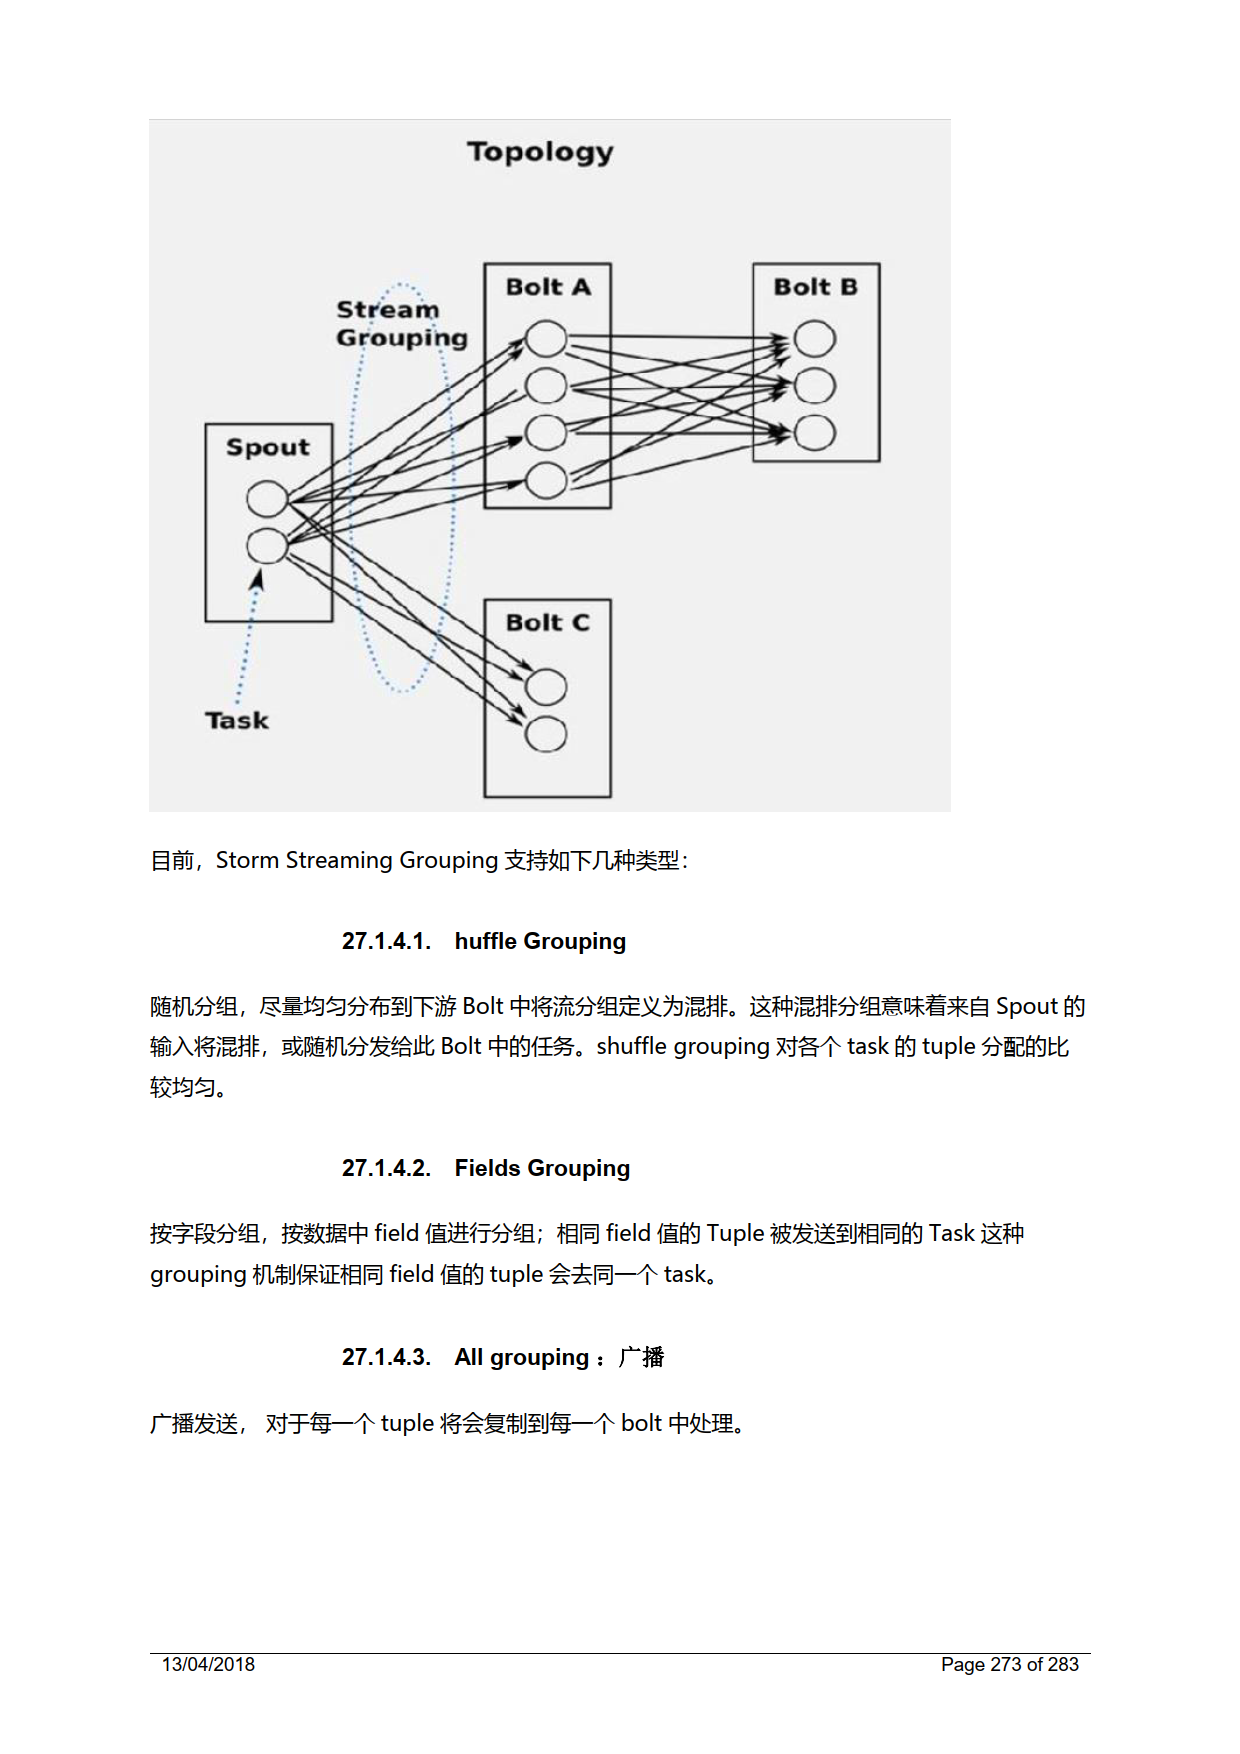 Topology
Bolt A
Bolt B
Stream
Grouping
Spout
Bolt C
Task
目前，Storm Streaming Grouping 支持如下几种类型：
27.1.4.1. huffle Grouping
随机分组，尽量均匀分布到下游 Bolt 中将流分组定义为混排。这种混排分组意味着来自 Spout 的
输入将混排，或随机分发给此 Bolt 中的任务。shuffle grouping 对各个 task 的 tuple 分配的比
较均匀。
27.1.4.2. Fields Grouping
按字段分组，按数据中 field 值进行分组；相同 field 值的 Tuple 被发送到相同的 Task 这种
grouping 机制保证相同 field 值的 tuple 会去同一个 task。
27.1.4.3. All grouping ：广播
广播发送， 对于每一个 tuple 将会复制到每一个 bolt 中处理。
13/04/2018 Page 273 of 283